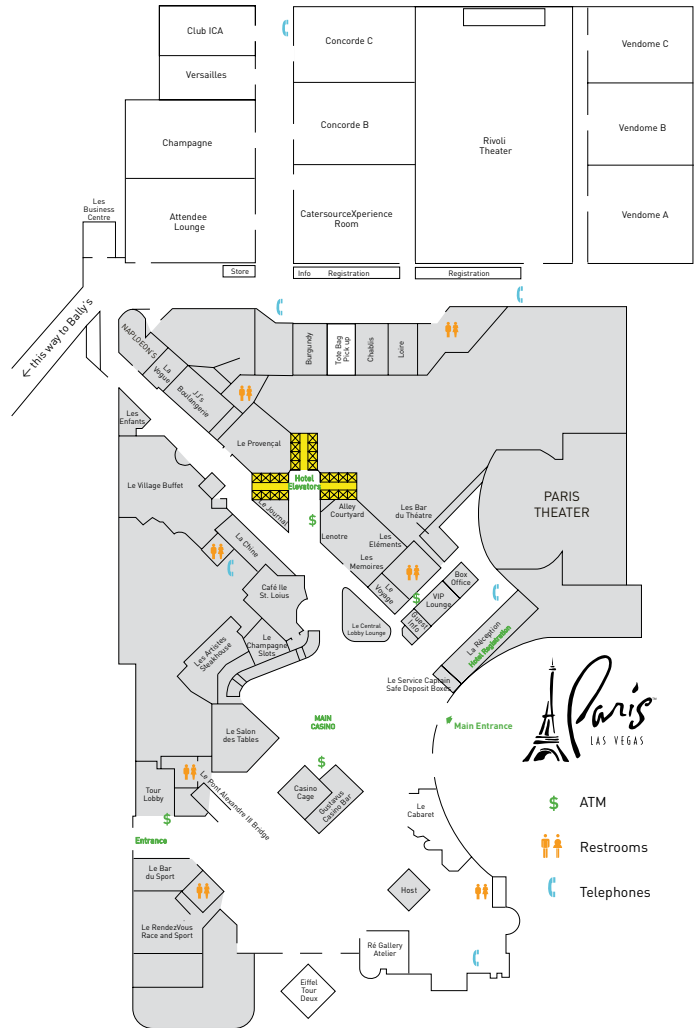 Club ICA
Versailles
Champagne
Attendee
Lounge
Les
Business
Centre
Store
Concorde C
Concorde B
CatersourceXperience
Room
Info
Registration
Rivoli
Theater
Registration
Vendome C
Vendome B
Vendome A
← this way to Bally's
NAPLOEON'S
La
Vogue
JJ's
Boulangerie
Burgundy
Tote Bag
Pick up
Chablis
Loire
Les
Enfants
Le Provençal
Hotel
Elevators
$
Le Journal
Alley
Courtyard
Lenotre
Les
Eléments
Les
Memoires
Le
Voyage
Les Bar
du Théatre
PARIS
THEATER
Le Village Buffet
La Chine
Café Ile
St. Loius
Les Artistes
Steakhouse
Le
Champagne
Slots
Le Central
Lobby Lounge
$
Guest
Info
VIP
Lounge
Box
Office
La Réception
Hotel Registration
Le Service Captain
Safe Deposit Boxes
Main Entrance
Paris
LAS VEGAS
MAIN
CASINO
$
Le Salon
des Tables
Casino
Cage
Gustavus
Casino Bar
Tour
Lobby
$
Le Pont Alexandre III Bridge
Entrance
Le Bar
du Sport
Le RendezVous
Race and Sport
Le
Cabaret
Host
Ré Gallery
Atelier
Eiffel
Tour
Deux
$ ATM
Restrooms
Telephones